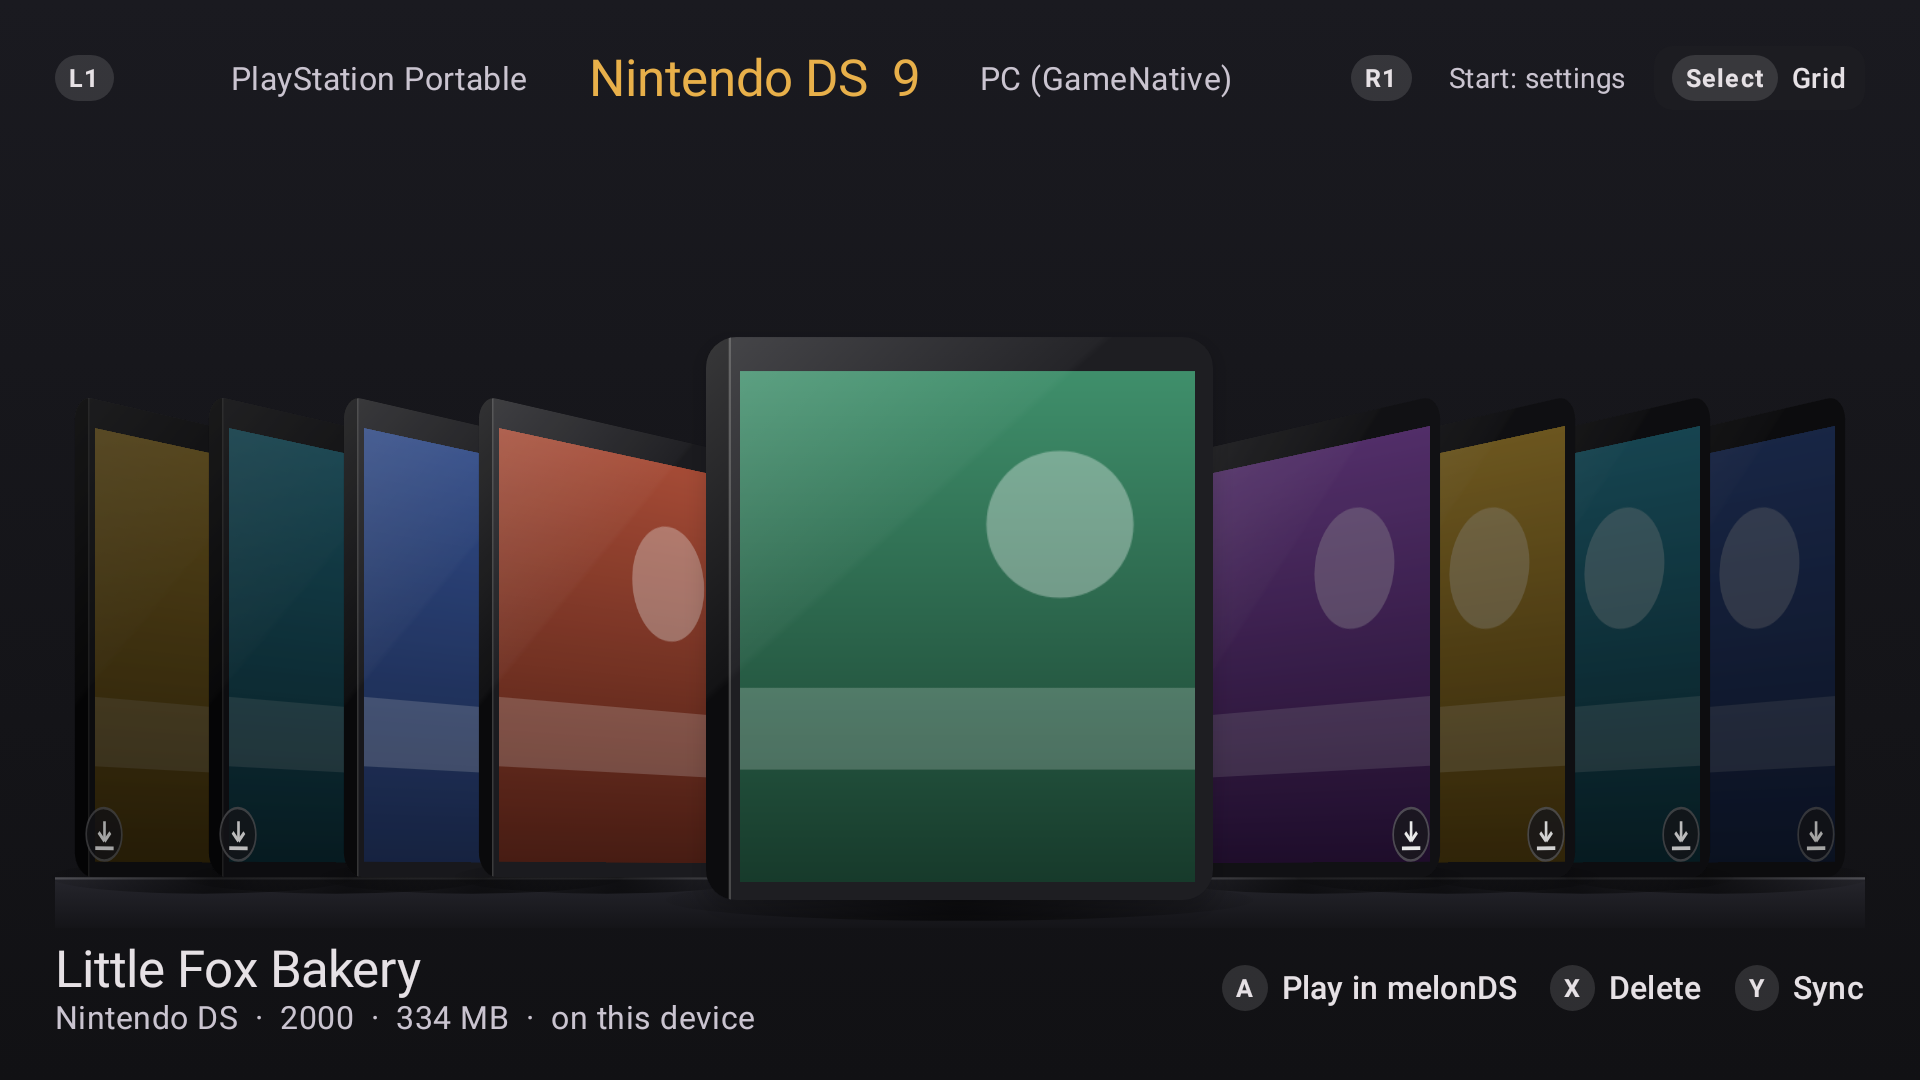 L1 PlayStation Portable Nintendo DS 9 PC (GameNative) R1 Start: settings Select Grid
Little Fox Bakery
Nintendo DS · 2000 · 334 MB · on this device
A Play in melonDS X Delete Y Sync